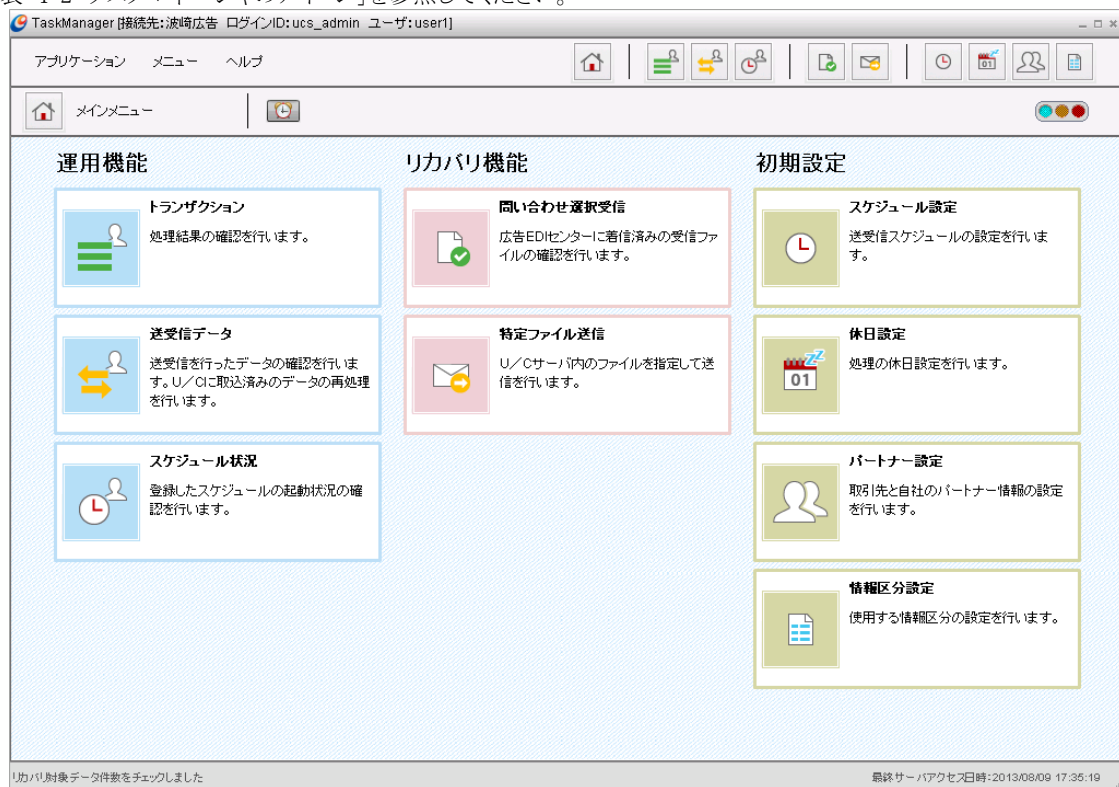 TaskManager [接続先:波崎広告 ログインID:ucs_admin ユーザ:user1]
アプリケーション メニュー ヘルプ
メインメニュー
運用機能
トランザクション
処理結果の確認を行います。
送受信データ
送受信を行ったデータの確認を行いま
す。U/Cに取込済みのデータの再処理
を行います。
スケジュール状況
登録したスケジュールの起動状況の確
認を行います。
リカバリ機能
問い合わせ選択受信
広告EDIセンターに着信済みの受信ファ
イルの確認を行います。
特定ファイル送信
U/Cサーバ内のファイルを指定して送
信を行います。
初期設定
スケジュール設定
送受信スケジュールの設定を行いま
す。
休日設定
01
処理の休日設定を行います。
パートナー設定
取引先と自社のパートナー情報の設定
を行います。
情報区分設定
使用する情報区分の設定を行います。
リカバリ対象データ件数をチェックしました
最終サーバアクセス日時:2013/08/09 17:35:19